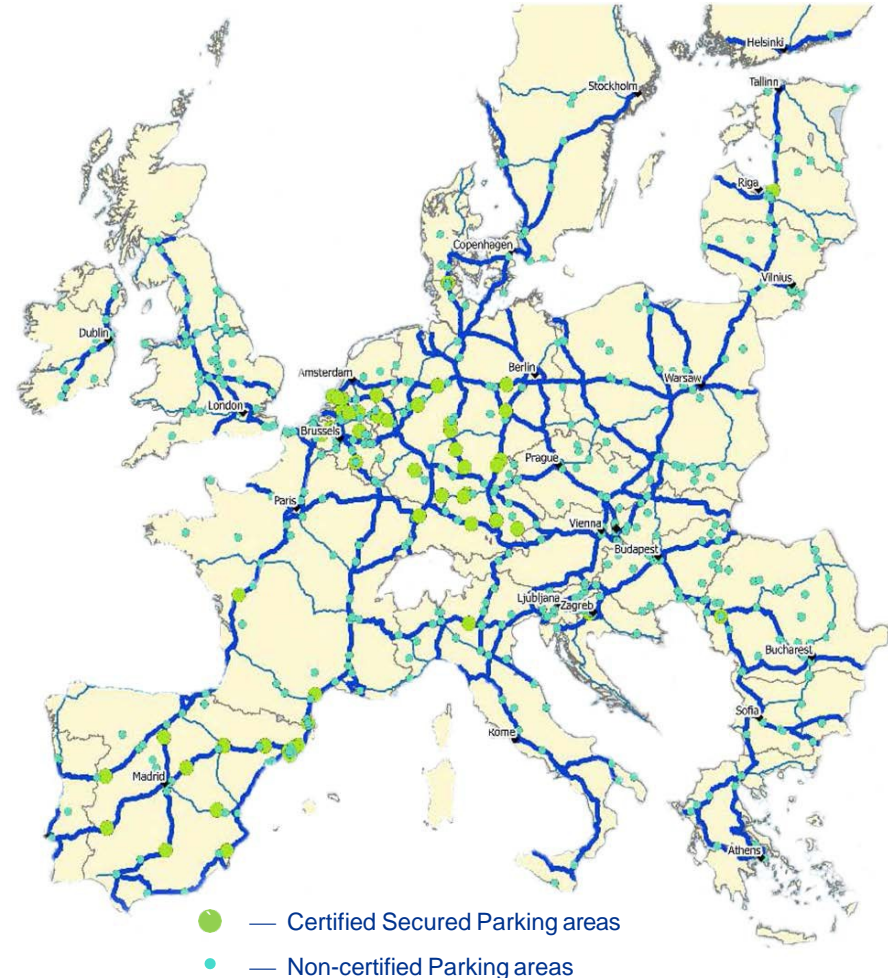 Helsinki
Tallinn
Stockholm
Riga
Copenhagen
Vilnius
Dublin
Amsterdam
Berlin
Warsaw
London
Brussels
Prague
Paris
Vienna
Budapest
Ljubljana
Zagreb
Bucharest
Sofia
Rome
Madrid
Athens
— Certified Secured Parking areas
— Non-certified Parking areas